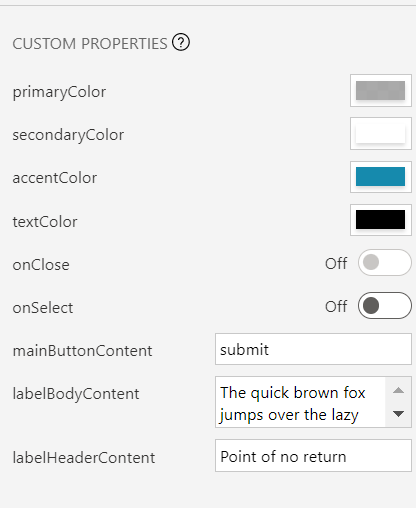 CUSTOM PROPERTIES ?
primaryColor
secondaryColor
accentColor
textColor
onClose Off
onSelect Off
mainButtonContent submit
labelBodyContent The quick brown fox
jumps over the lazy
labelHeaderContent Point of no return